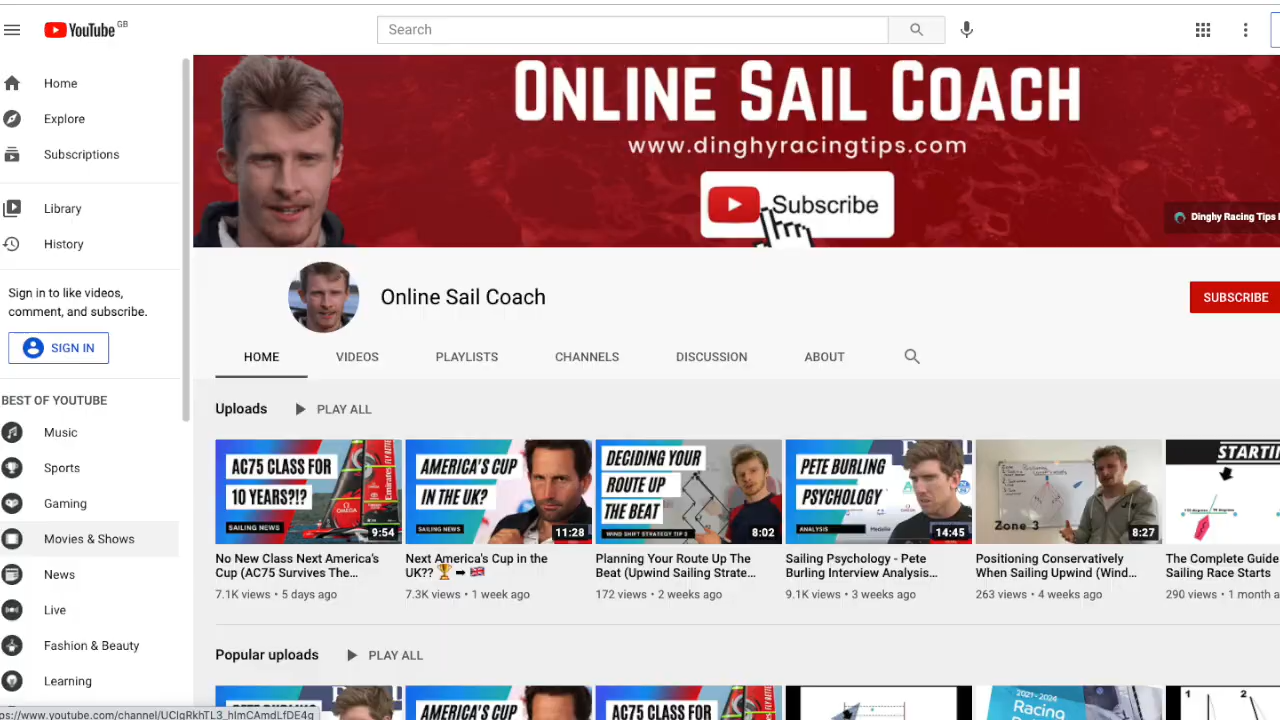 YouTube GB
Search
Home
Explore
Subscriptions
Library
History
Sign in to like videos,
comment, and subscribe.
SIGN IN
BEST OF YOUTUBE
Music
Sports
Gaming
Movies & Shows
News
Live
Fashion & Beauty
Learning
ONLINE SAIL COACH
www.dinghyracingtips.com
Subscribe
Dinghy Racing Tips
Online Sail Coach
SUBSCRIBE
HOME VIDEOS PLAYLISTS CHANNELS DISCUSSION ABOUT
Uploads PLAY ALL
AC75 CLASS FOR
10 YEARS?!?
SAILING NEWS
9:54
No New Class Next America's
Cup (AC75 Survives The...
7.1K views • 5 days ago
AMERICA'S CUP
IN THE UK?
SAILING NEWS
11:28
Next America's Cup in the
UK?? 🏆 ➡ 🇬🇧
7.3K views • 1 week ago
DECIDING YOUR
ROUTE UP
THE BEAT
WIND SHIFT STRATEGY TIP 3
8:02
Planning Your Route Up The
Beat (Upwind Sailing Strate...
172 views • 2 weeks ago
PETE BURLING
PSYCHOLOGY
ANALYSIS
14:45
Sailing Psychology - Pete
Burling Interview Analysis...
9.1K views • 3 weeks ago
Zone 3
8:27
Positioning Conservatively
When Sailing Upwind (Wind...
263 views • 4 weeks ago
The Complete Guide
Sailing Race Starts
290 views • 1 month a
Popular uploads PLAY ALL
AMERICA'S CUP
AC75 CLASS FOR
2021-2024
Racing
1 2